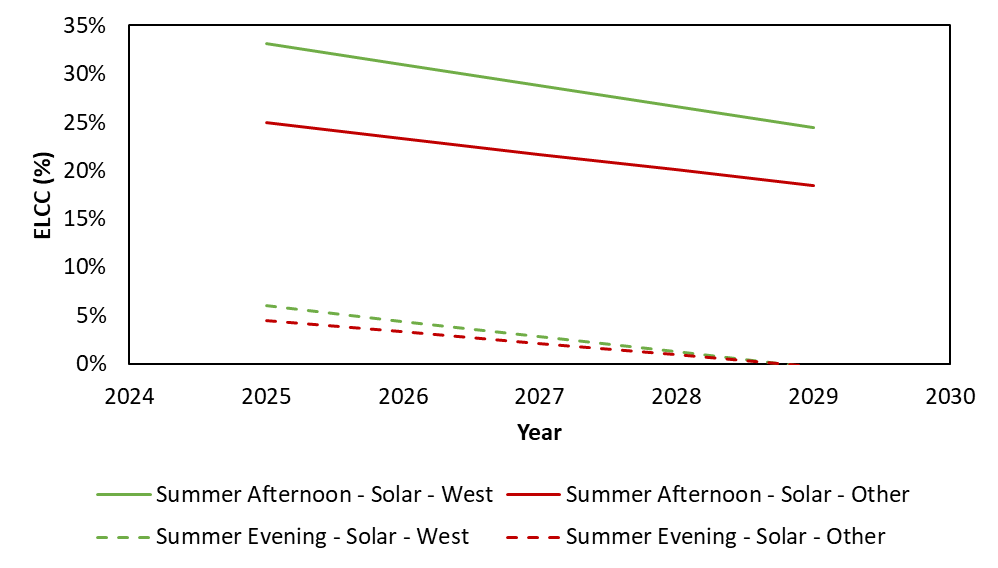 35%
30%
25%
20%
15%
10%
5%
0%
ELCC (%)
2024 2025 2026 2027 2028 2029 2030
Year
Summer Afternoon - Solar - West Summer Afternoon - Solar - Other
Summer Evening - Solar - West Summer Evening - Solar - Other